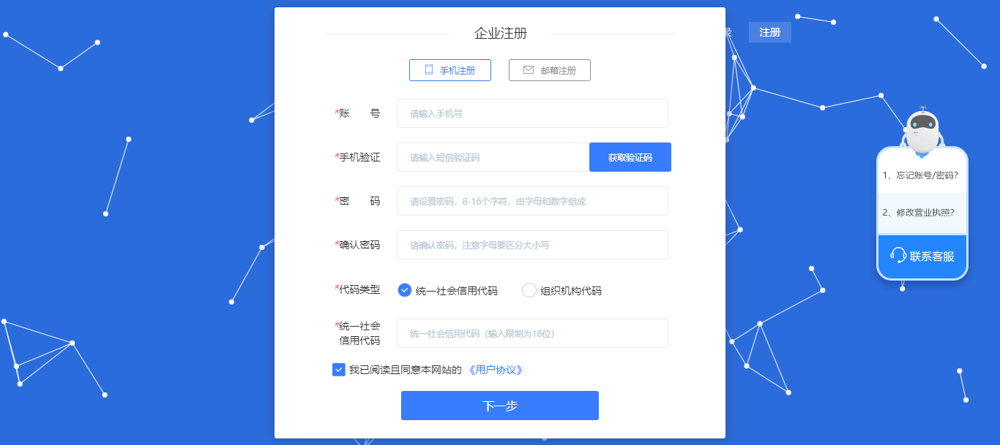 企业注册
录 注册
手机注册 邮箱注册
*账 号 请输入手机号
*手机验证 请输入短信验证码 获取验证码
*密 码 请设置密码，8-16个字符，由字母和数字组成
*确认密码 请确认密码，注意字母要区分大小写
*代码类型 统一社会信用代码 组织机构代码
*统一社会
信用代码
统一社会信用代码（输入限制为18位）
我已阅读且同意本网站的 《用户协议》
下一步
1、忘记账号/密码?
2、修改营业执照?
联系客服